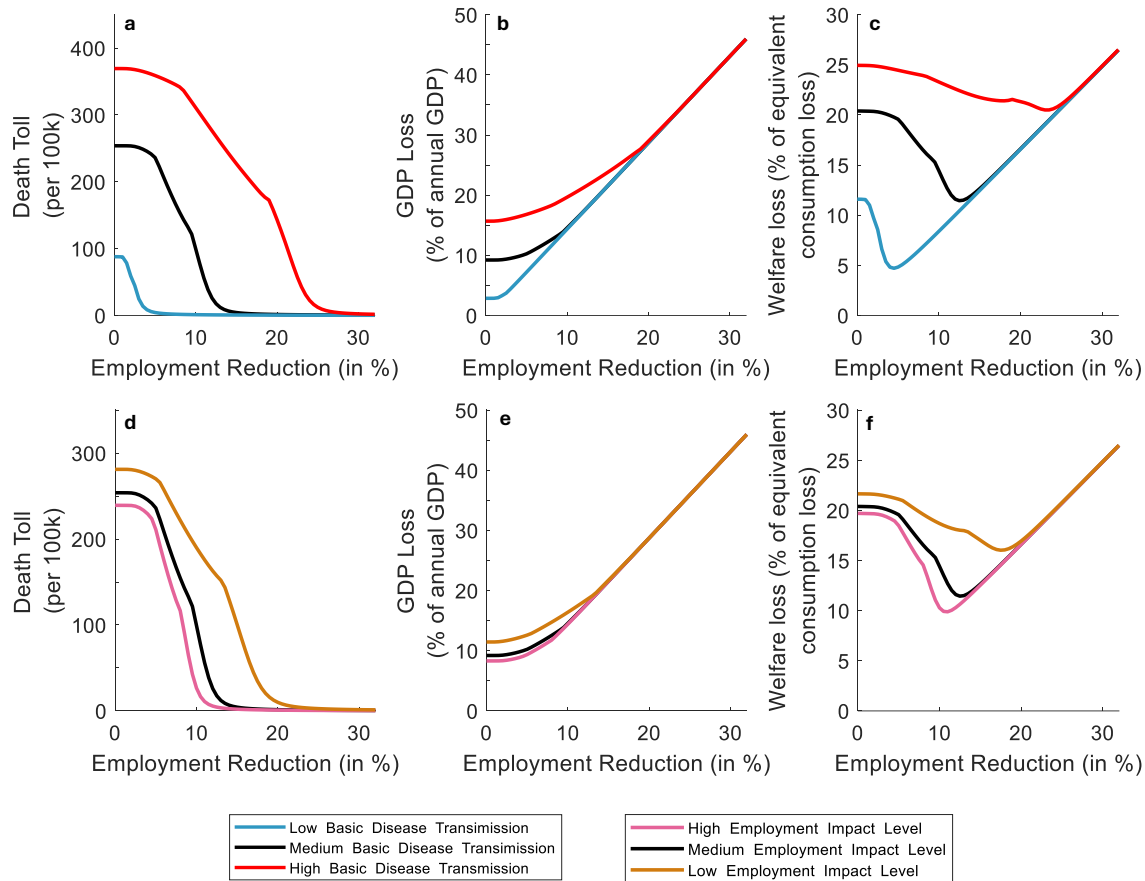 a
Death Toll
(per 100k)
400
300
200
100
0
0 10 20 30
Employment Reduction (in %)
b
GDP Loss
(% of annual GDP)
50
40
30
20
10
0
0 10 20 30
Employment Reduction (in %)
c
Welfare loss (% of equivalent
consumption loss)
30
25
20
15
10
5
0
0 10 20 30
Employment Reduction (in %)
d
Death Toll
(per 100k)
300
200
100
0
0 10 20 30
Employment Reduction (in %)
e
GDP Loss
(% of annual GDP)
50
40
30
20
10
0
0 10 20 30
Employment Reduction (in %)
f
Welfare loss (% of equivalent
consumption loss)
30
25
20
15
10
5
0
0 10 20 30
Employment Reduction (in %)
Low Basic Disease Transimission
Medium Basic Disease Transimission
High Basic Disease Transimission
High Employment Impact Level
Medium Employment Impact Level
Low Employment Impact Level